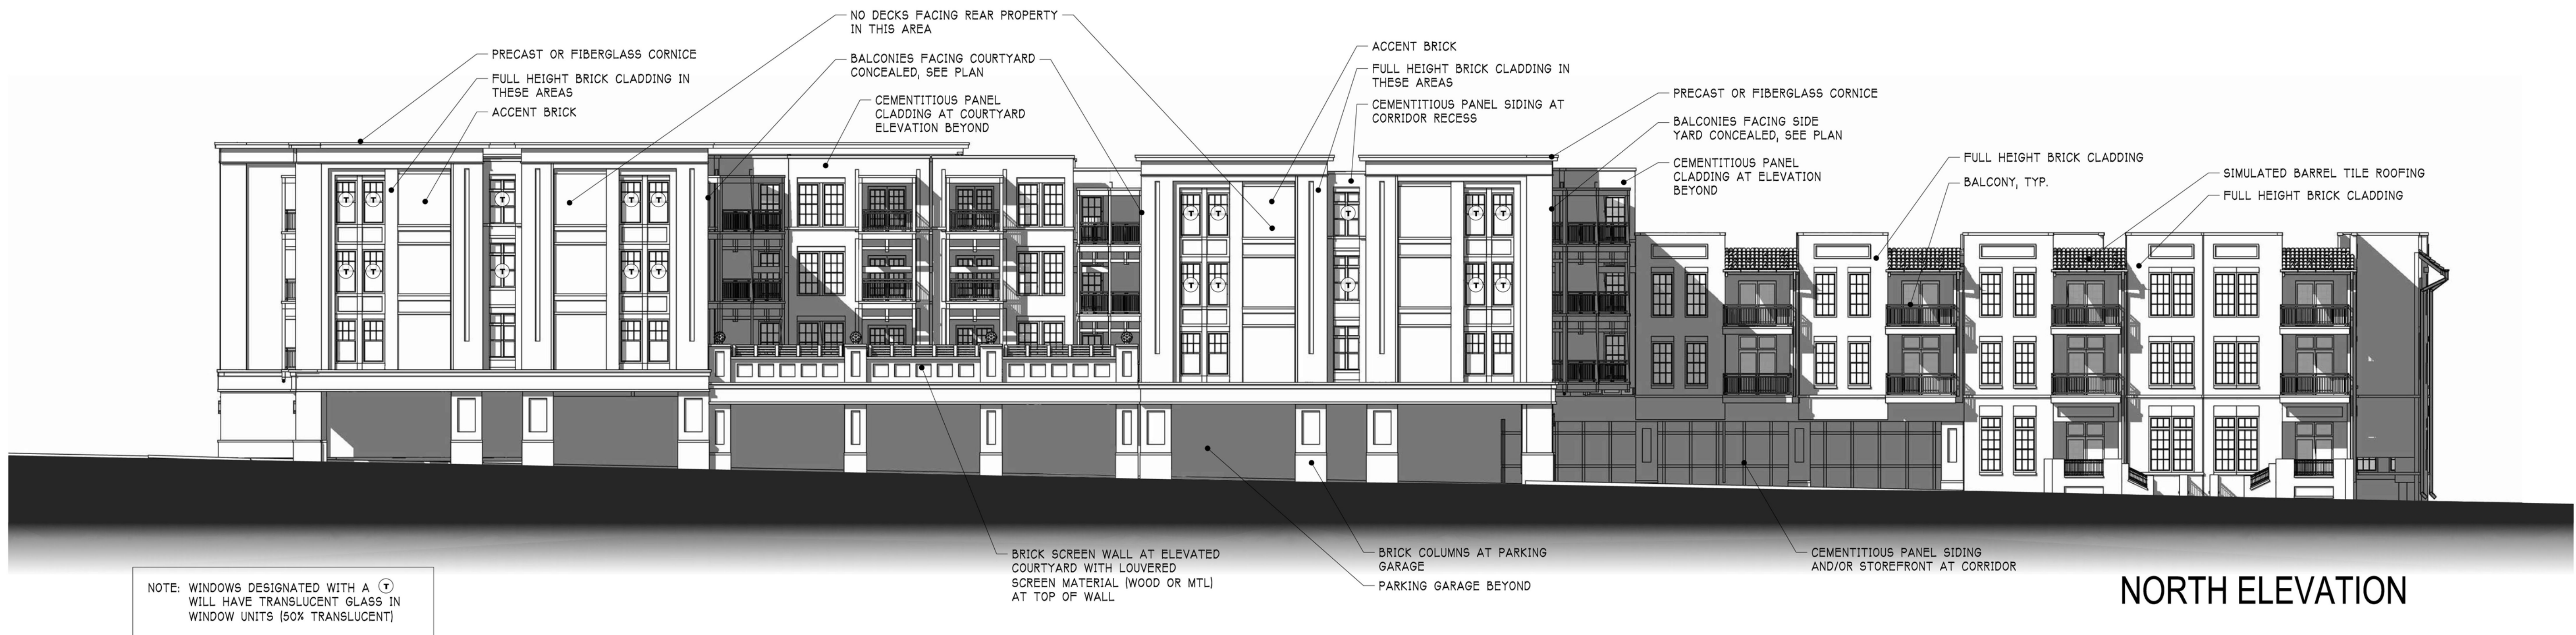 NO DECKS FACING REAR PROPERTY
IN THIS AREA
PRECAST OR FIBERGLASS CORNICE
FULL HEIGHT BRICK CLADDING IN
THESE AREAS
ACCENT BRICK
BALCONIES FACING COURTYARD
CONCEALED, SEE PLAN
CEMENTITIOUS PANEL
CLADDING AT COURTYARD
ELEVATION BEYOND
ACCENT BRICK
FULL HEIGHT BRICK CLADDING IN
THESE AREAS
CEMENTITIOUS PANEL SIDING AT
CORRIDOR RECESS
PRECAST OR FIBERGLASS CORNICE
BALCONIES FACING SIDE
YARD CONCEALED, SEE PLAN
CEMENTITIOUS PANEL
CLADDING AT ELEVATION
BEYOND
FULL HEIGHT BRICK CLADDING
BALCONY, TYP.
SIMULATED BARREL TILE ROOFING
FULL HEIGHT BRICK CLADDING
T T T T T
T T T T T
T T T T T
T T T T T
BRICK SCREEN WALL AT ELEVATED
COURTYARD WITH LOUVERED
SCREEN MATERIAL (WOOD OR MTL)
AT TOP OF WALL
BRICK COLUMNS AT PARKING
GARAGE
PARKING GARAGE BEYOND
CEMENTITIOUS PANEL SIDING
AND/OR STOREFRONT AT CORRIDOR
NOTE: WINDOWS DESIGNATED WITH A T
WILL HAVE TRANSLUCENT GLASS IN
WINDOW UNITS (50% TRANSLUCENT)
NORTH ELEVATION